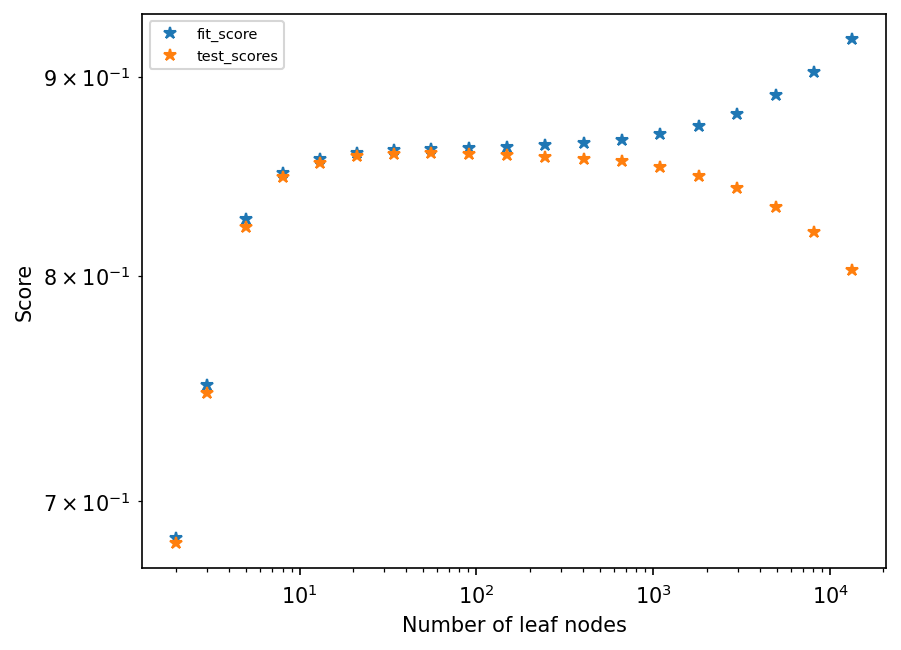 fit_score
test_scores
9 × 10⁻¹
8 × 10⁻¹
7 × 10⁻¹
Score
10¹ 10² 10³ 10⁴
Number of leaf nodes